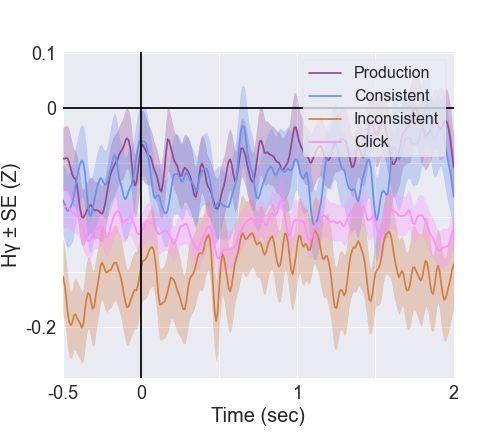 0.1
Production
Consistent
Inconsistent
Click
0
-0.2
Hγ ± SE (Z)
-0.5 0 1 2
Time (sec)